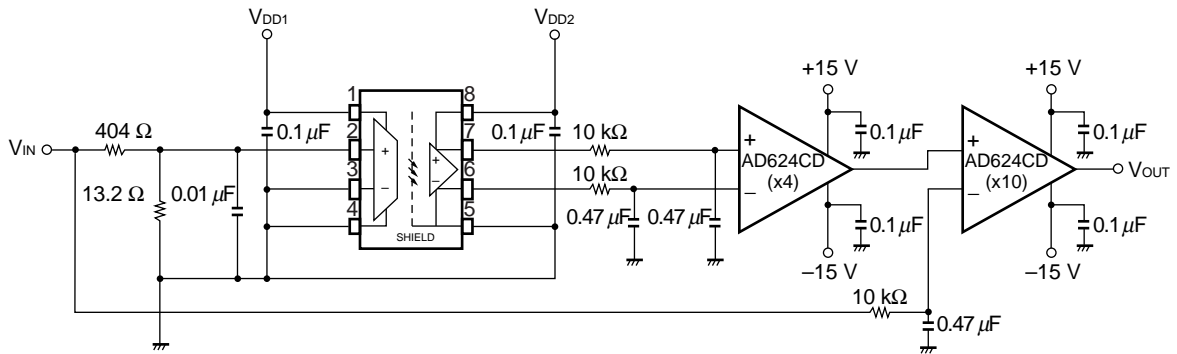 VDD1
VDD2
+15 V
+15 V
1
8
404 Ω
0.1 μF
2
7
0.1 μF
10 kΩ
0.1 μF
0.1 μF
VIN
+
+
+
+
AD624CD
(x4)
AD624CD
(x10)
VOUT
3
6
10 kΩ
–
–
–
–
13.2 Ω
0.01 μF
4
5
0.47 μF
0.47 μF
0.1 μF
0.1 μF
SHIELD
–15 V
–15 V
10 kΩ
0.47 μF